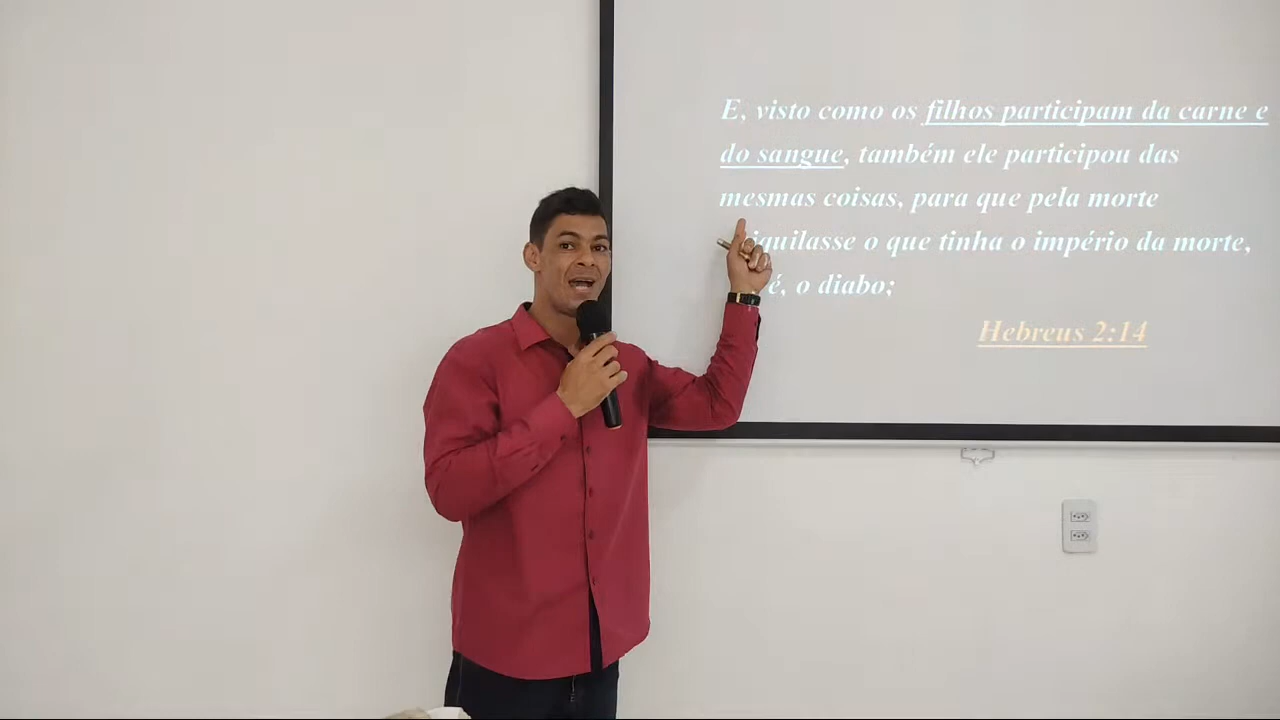 E, visto como os filhos participam da carne e
do sangue, também ele participou das
mesmas coisas, para que pela morte
o que tinha o império da morte,
é, o diabo;
Hebreus 2:14